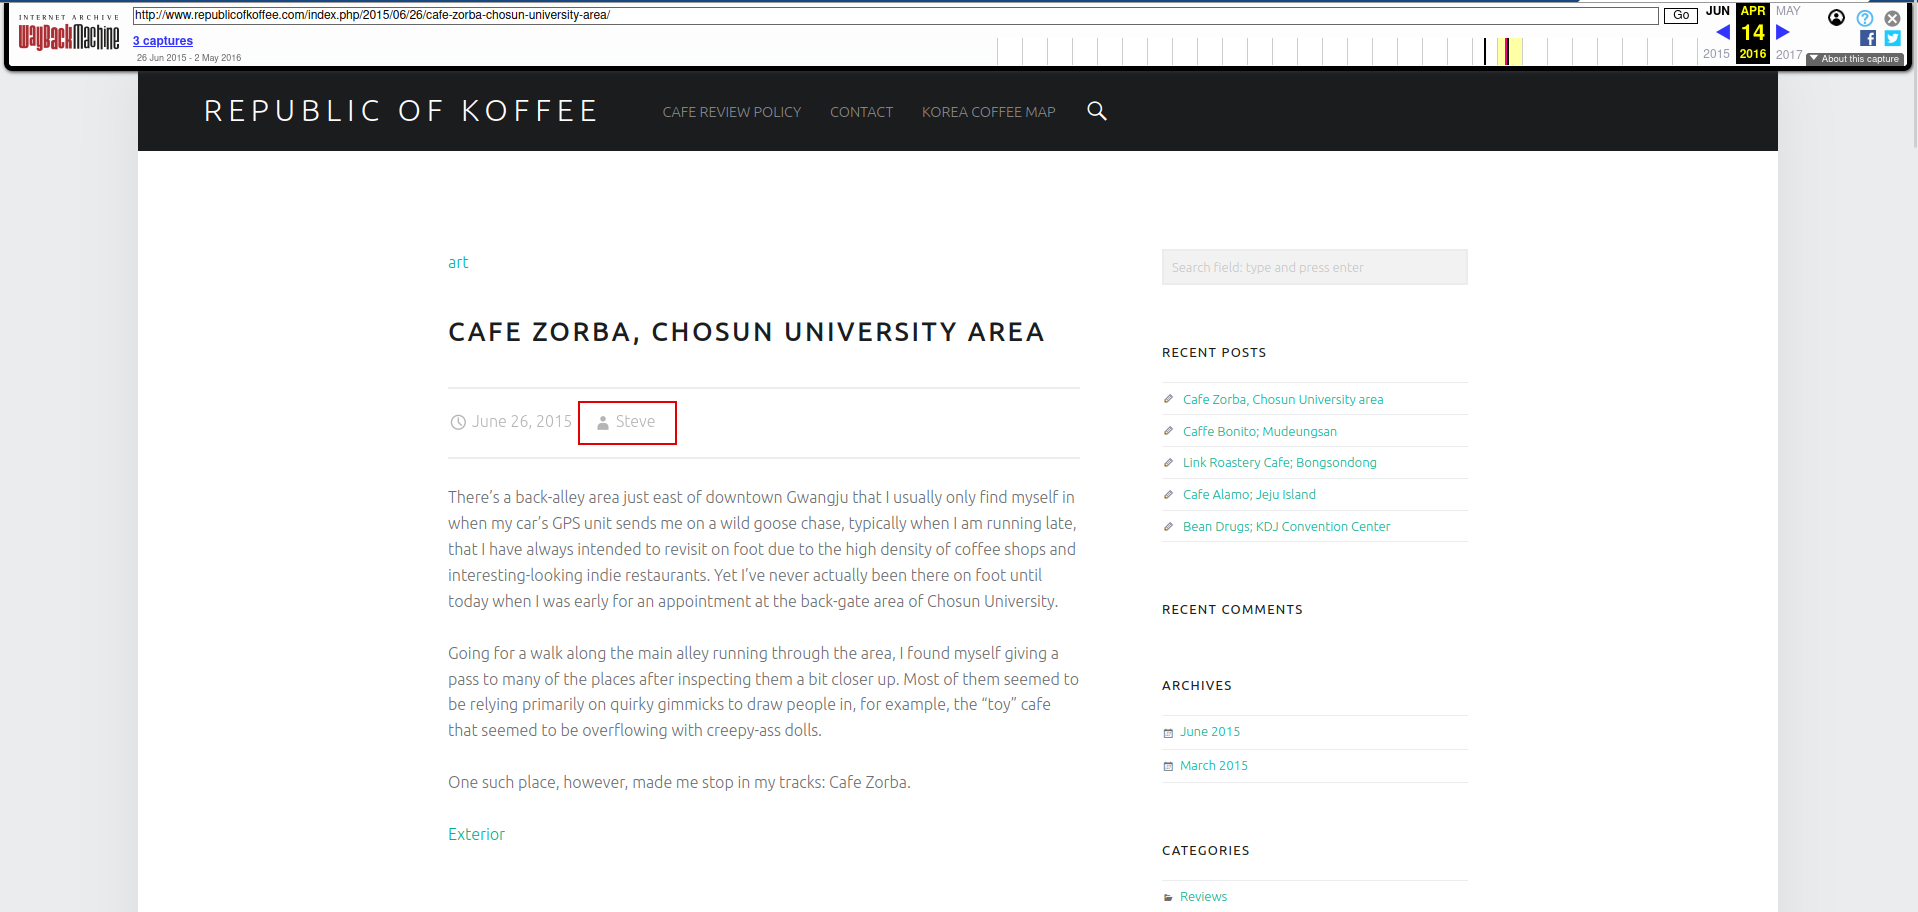 INTERNET ARCHIVE
WayBackMachine
http://www.republicofkoffee.com/index.php/2015/06/26/cafe-zorba-chosun-university-area/
Go
JUN APR MAY
3 captures
14
26 Jun 2015 - 2 May 2016
2015 2016 2017
About this capture
REPUBLIC OF KOFFEE
CAFE REVIEW POLICY CONTACT KOREA COFFEE MAP
art
CAFE ZORBA, CHOSUN UNIVERSITY AREA
June 26, 2015 Steve
There’s a back-alley area just east of downtown Gwangju that I usually only find myself in
when my car’s GPS unit sends me on a wild goose chase, typically when I am running late,
that I have always intended to revisit on foot due to the high density of coffee shops and
interesting-looking indie restaurants. Yet I’ve never actually been there on foot until
today when I was early for an appointment at the back-gate area of Chosun University.
Going for a walk along the main alley running through the area, I found myself giving a
pass to many of the places after inspecting them a bit closer up. Most of them seemed to
be relying primarily on quirky gimmicks to draw people in, for example, the “toy” cafe
that seemed to be overflowing with creepy-ass dolls.
One such place, however, made me stop in my tracks: Cafe Zorba.
Exterior
Search field: type and press enter
RECENT POSTS
Cafe Zorba, Chosun University area
Caffe Bonito; Mudeungsan
Link Roastery Cafe; Bongsondong
Cafe Alamo; Jeju Island
Bean Drugs; KDJ Convention Center
RECENT COMMENTS
ARCHIVES
June 2015
March 2015
CATEGORIES
Reviews